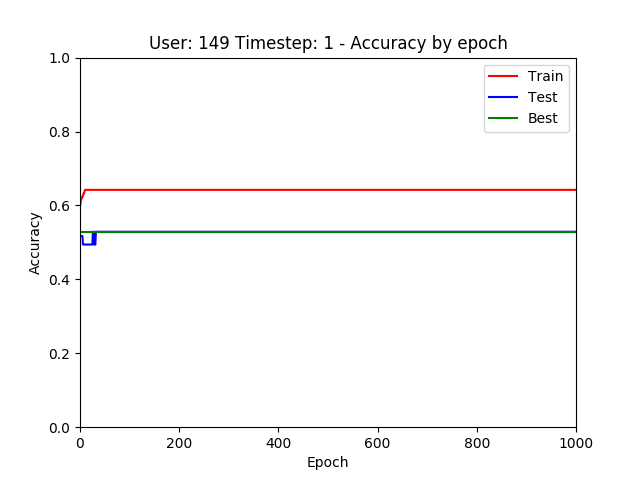 User: 149 Timestep: 1 - Accuracy by epoch
1.0
0.8
0.6
0.4
0.2
0.0
Accuracy
Train
Test
Best
0 200 400 600 800 1000
Epoch